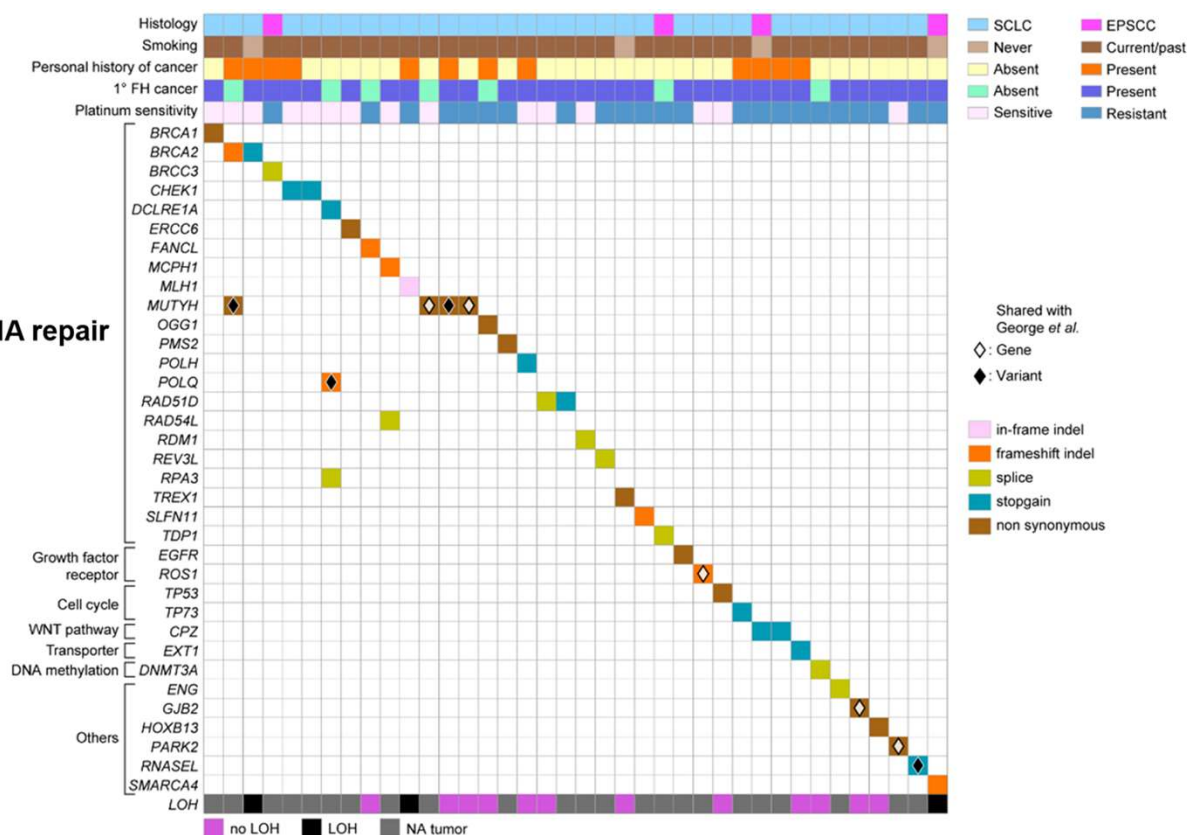 Histology
Smoking
Personal history of cancer
1° FH cancer
Platinum sensitivity
SCLC EPSCC
Never Current/past
Absent Present
Absent Present
Sensitive Resistant
BRCA1
BRCA2
BRCC3
CHEK1
DCLRE1A
ERCC6
FANCL
MCPH1
MLH1
MUTYH
OGG1
PMS2
POLH
POLQ
RAD51D
RAD54L
RDM1
REV3L
RPA3
TREX1
SLFN11
TDP1
EGFR
ROS1
TP53
TP73
CPZ
EXT1
DNMT3A
ENG
GJB2
HOXB13
PARK2
RNASEL
SMARCA4
LOH
NA repair
Growth factor
receptor
Cell cycle
WNT pathway
Transporter
DNA methylation
Others
Shared with
George et al.
: Gene
: Variant
in-frame indel
frameshift indel
splice
stopgain
non synonymous
no LOH LOH NA tumor